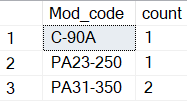 Mod_code count
1 C-90A 1
2 PA23-250 1
3 PA31-350 2